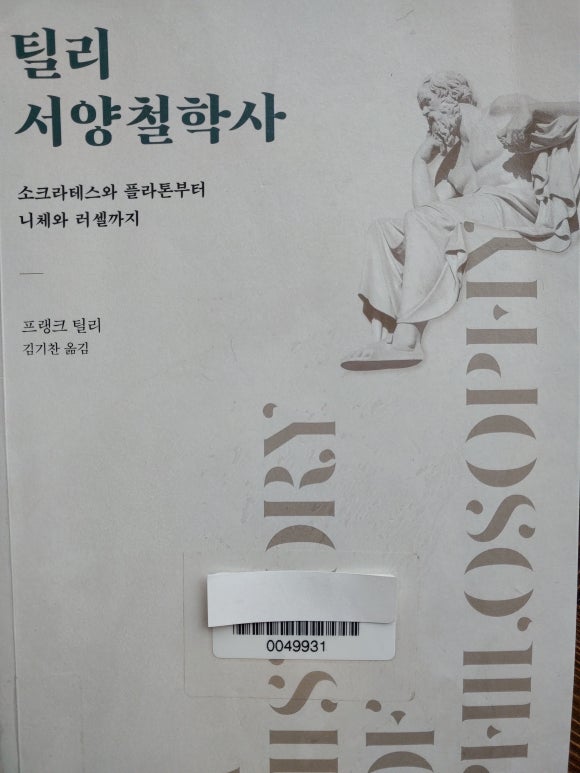 틸리
서양철학사
소크라테스와 플라톤부터
니체와 러셀까지
프랭크 틸리
김기찬 옮김
PHILOSOPHY
0049931